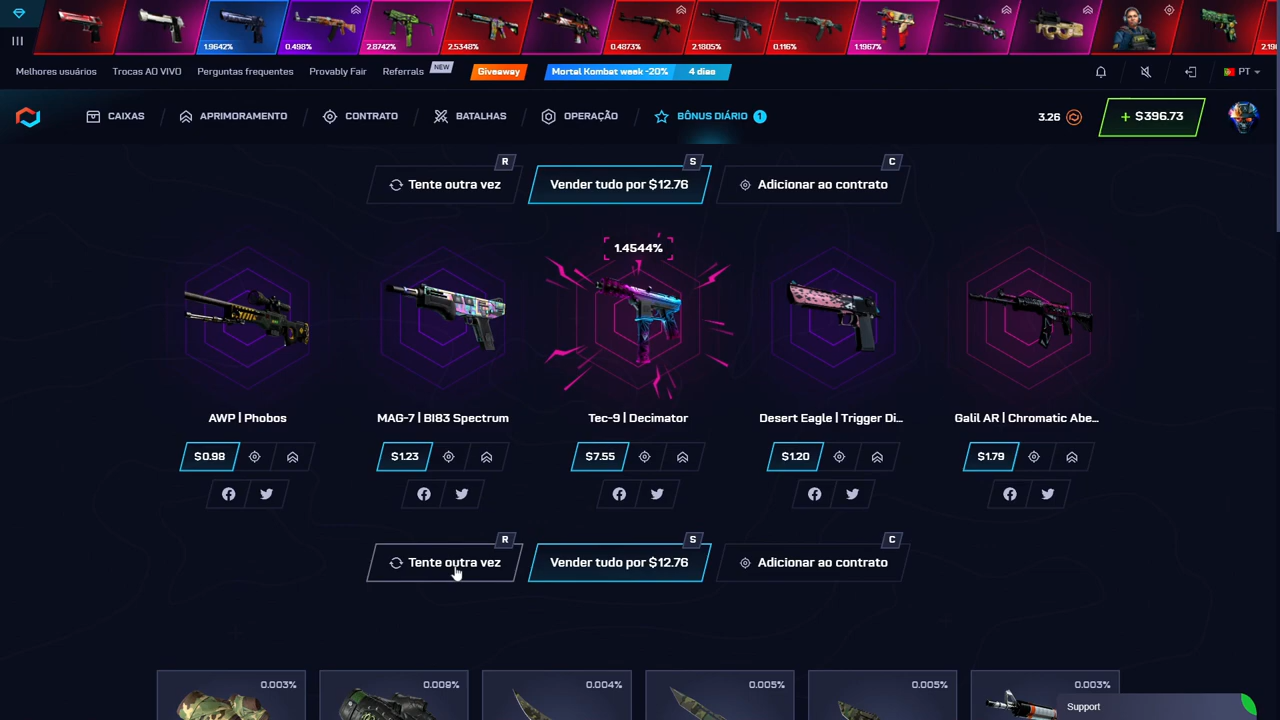 1.9642%
0.498%
2.8742%
2.5348%
0.4873%
2.1805%
0.116%
1.1967%
2.19
Melhores usuários
Trocas AO VIVO
Perguntas frequentes
Provably Fair
Referrals
NEW
Giveaway
Mortal Kombat week -20%
4 dias
PT
CAIXAS
APRIMORAMENTO
CONTRATO
BATALHAS
OPERAÇÃO
BÔNUS DIÁRIO
1
3.26
+ $396.73
R
Tente outra vez
S
Vender tudo por $12.76
C
Adicionar ao contrato
1.4544%
AWP | Phobos
MAG-7 | BI83 Spectrum
Tec-9 | Decimator
Desert Eagle | Trigger Di...
Galil AR | Chromatic Abe...
$0.98
$1.23
$7.55
$1.20
$1.79
R
Tente outra vez
S
Vender tudo por $12.76
C
Adicionar ao contrato
0.003%
0.009%
0.004%
0.005%
0.005%
0.003%
Support